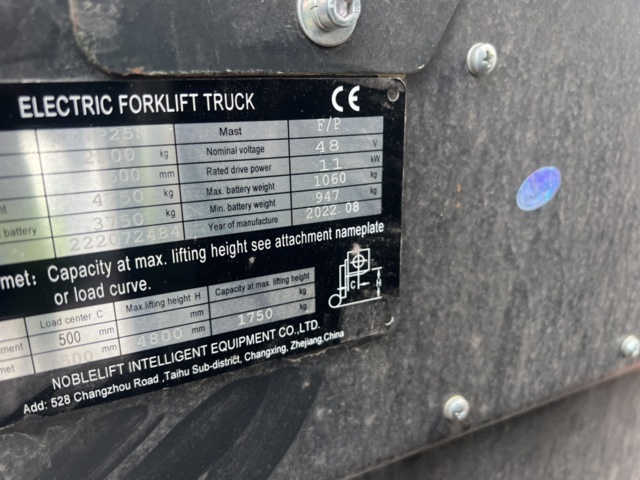 ELECTRIC FORKLIFT TRUCK CE
Mast F/P
kg Nominal voltage 48 V
mm Rated drive power 11 kW
kg Max. battery weight 1060 kg
battery 3750 kg Min. battery weight 947 kg
222072484 Year of manufacture 2022.08
met: Capacity at max. lifting height see attachment nameplate
or load curve.
Load center C Max.lifting height H Capacity at max. lifting height
500 mm 4800 mm 1750 kg
mm
NOBLELIFT INTELLIGENT EQUIPMENT CO.,LTD.
Add: 528 Changzhou Road ,Taihu Sub-district, Changxing, Zhejiang,China
C
H